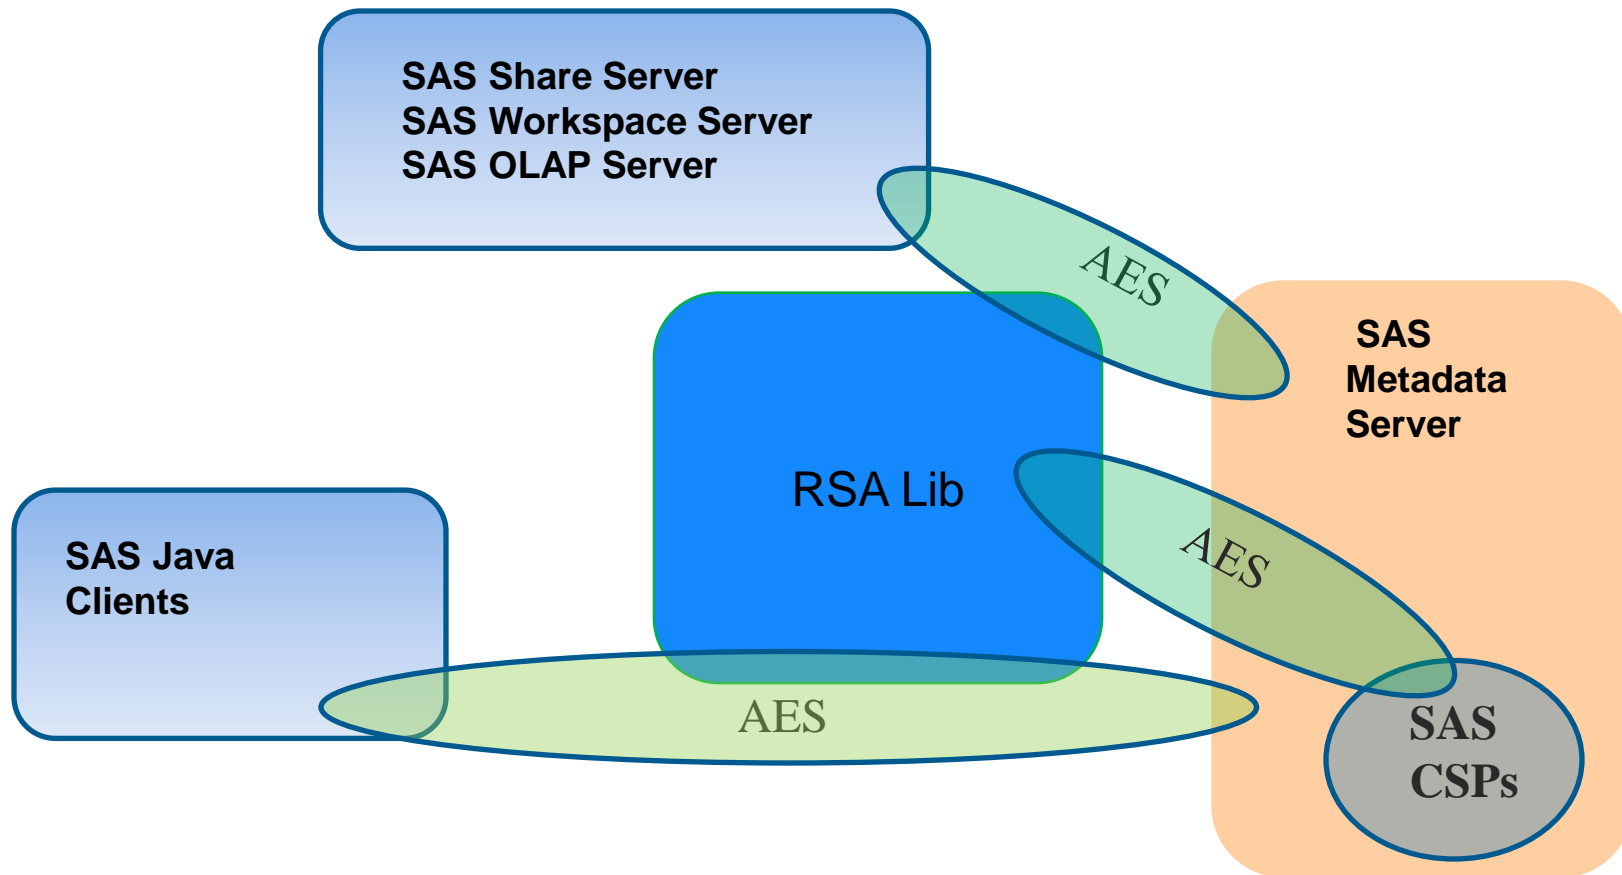 SAS Share Server
SAS Workspace Server
SAS OLAP Server
AES
SAS
Metadata
Server
RSA Lib
AES
SAS Java
Clients
AES
SAS
CSPs